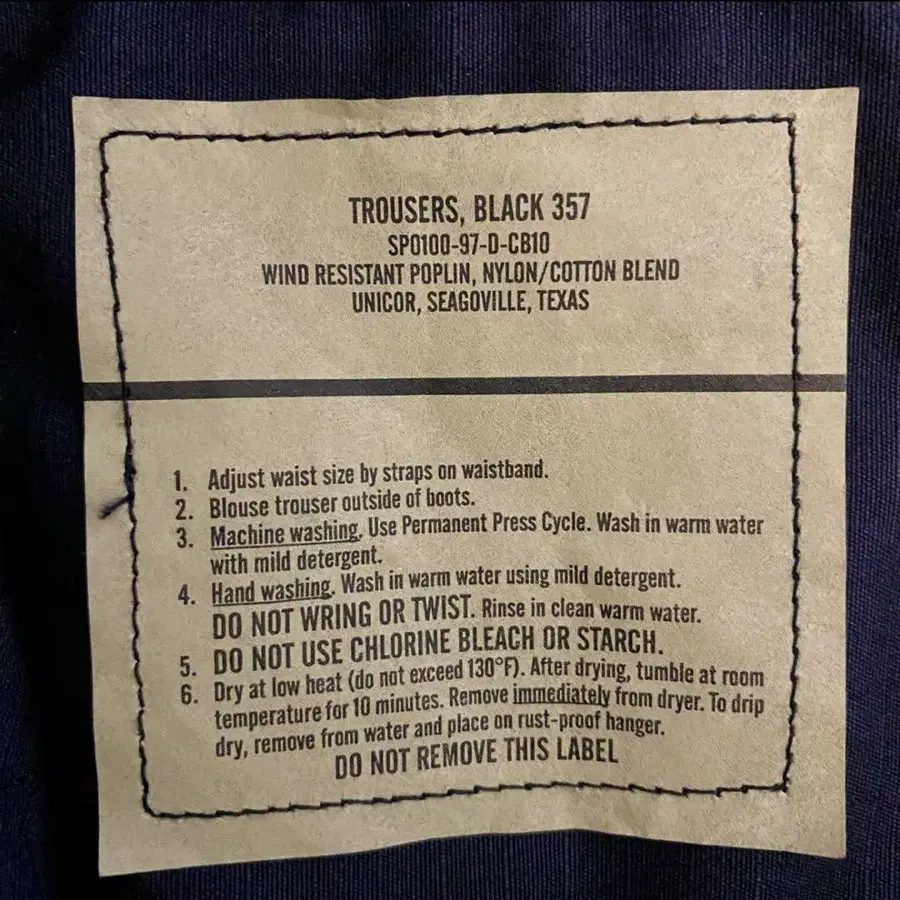 TROUSERS, BLACK 357
SPO100-97-D-CB10
WIND RESISTANT POPLIN, NYLON/COTTON BLEND
UNICOR, SEAGOVILLE, TEXAS
1. Adjust waist size by straps on waistband.
2. Blouse trouser outside of boots.
3. Machine washing. Use Permanent Press Cycle. Wash in warm water
with mild detergent.
4. Hand washing. Wash in warm water using mild detergent.
DO NOT WRING OR TWIST. Rinse in clean warm water.
5. DO NOT USE CHLORINE BLEACH OR STARCH.
6. Dry at low heat (do not exceed 130°F). After drying, tumble at room
temperature for 10 minutes. Remove immediately from dryer. To drip
dry, remove from water and place on rust-proof hanger.
DO NOT REMOVE THIS LABEL